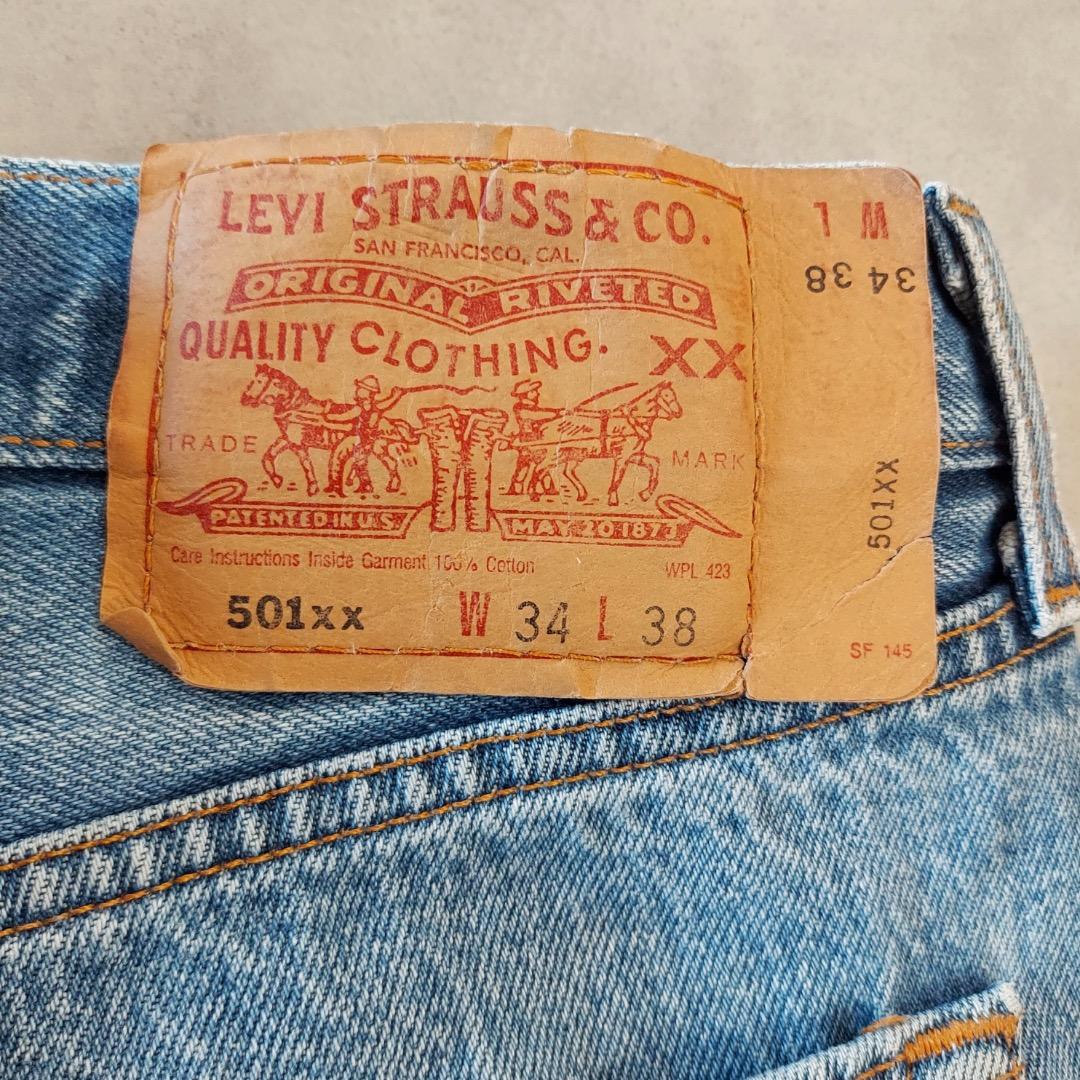 LEVI STRAUSS & CO.
SAN FRANCISCO, CAL.
ORIGINAL RIVETED
QUALITY CLOTHING. XX
TRADE MARK
PATENTED IN U.S. MAY 20 1873
Care Instructions Inside Garment 100% Cotton WPL 423
501xx W 34 L 38
L W
34 38
501XX
SF 145